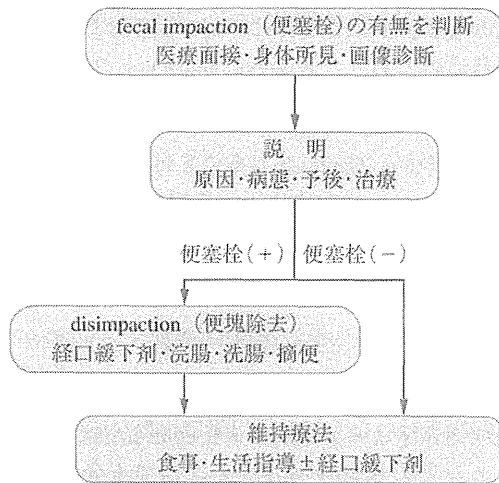 fecal impaction（便塞栓）の有無を判断
医療面接・身体所見・画像診断
説　明
原因・病態・予後・治療
便塞栓(＋)　便塞栓(－)
disimpaction（便塊除去）
経口緩下剤・浣腸・洗腸・摘便
維持療法
食事・生活指導±経口緩下剤